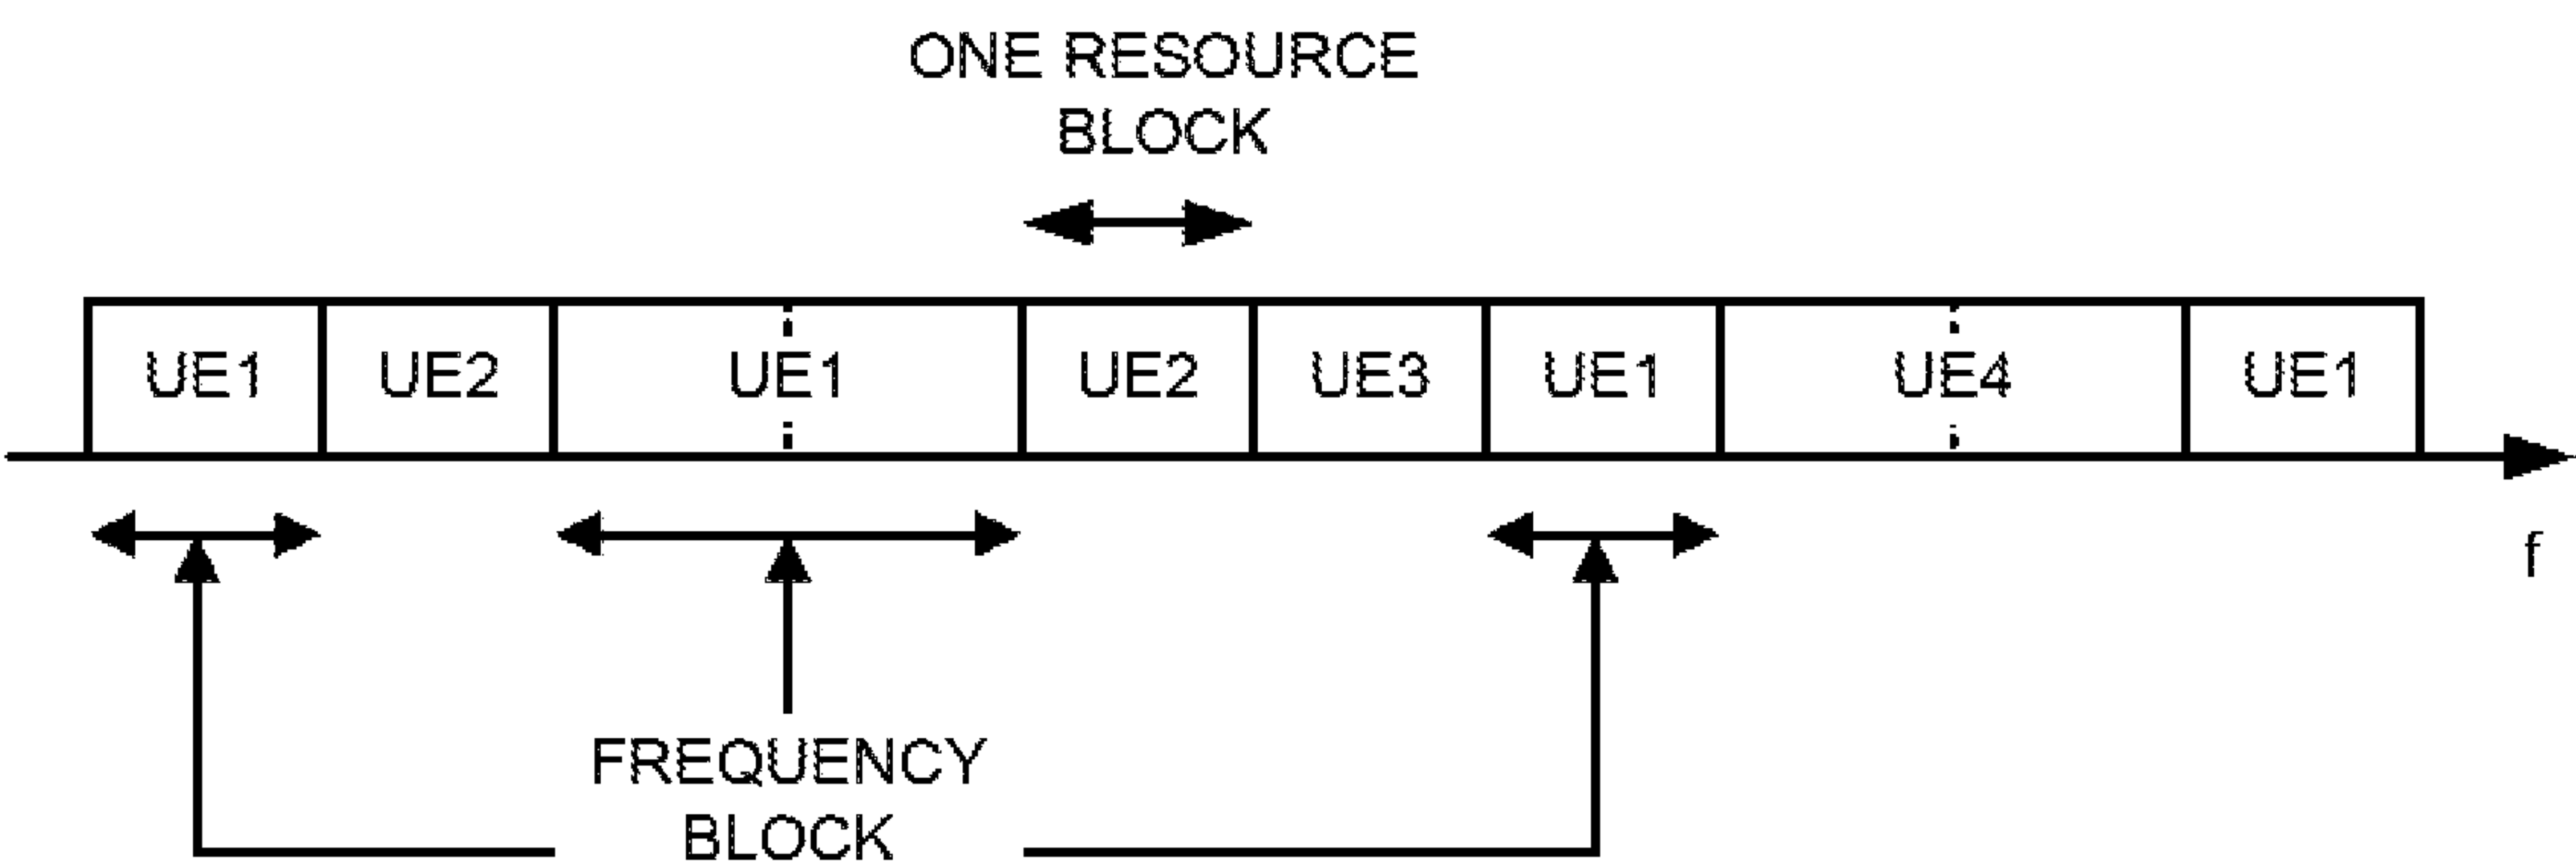 ONE RESOURCE
BLOCK
UE1 UE2 UE1 UE2 UE3 UE1 UE4 UE1
f
FREQUENCY
BLOCK